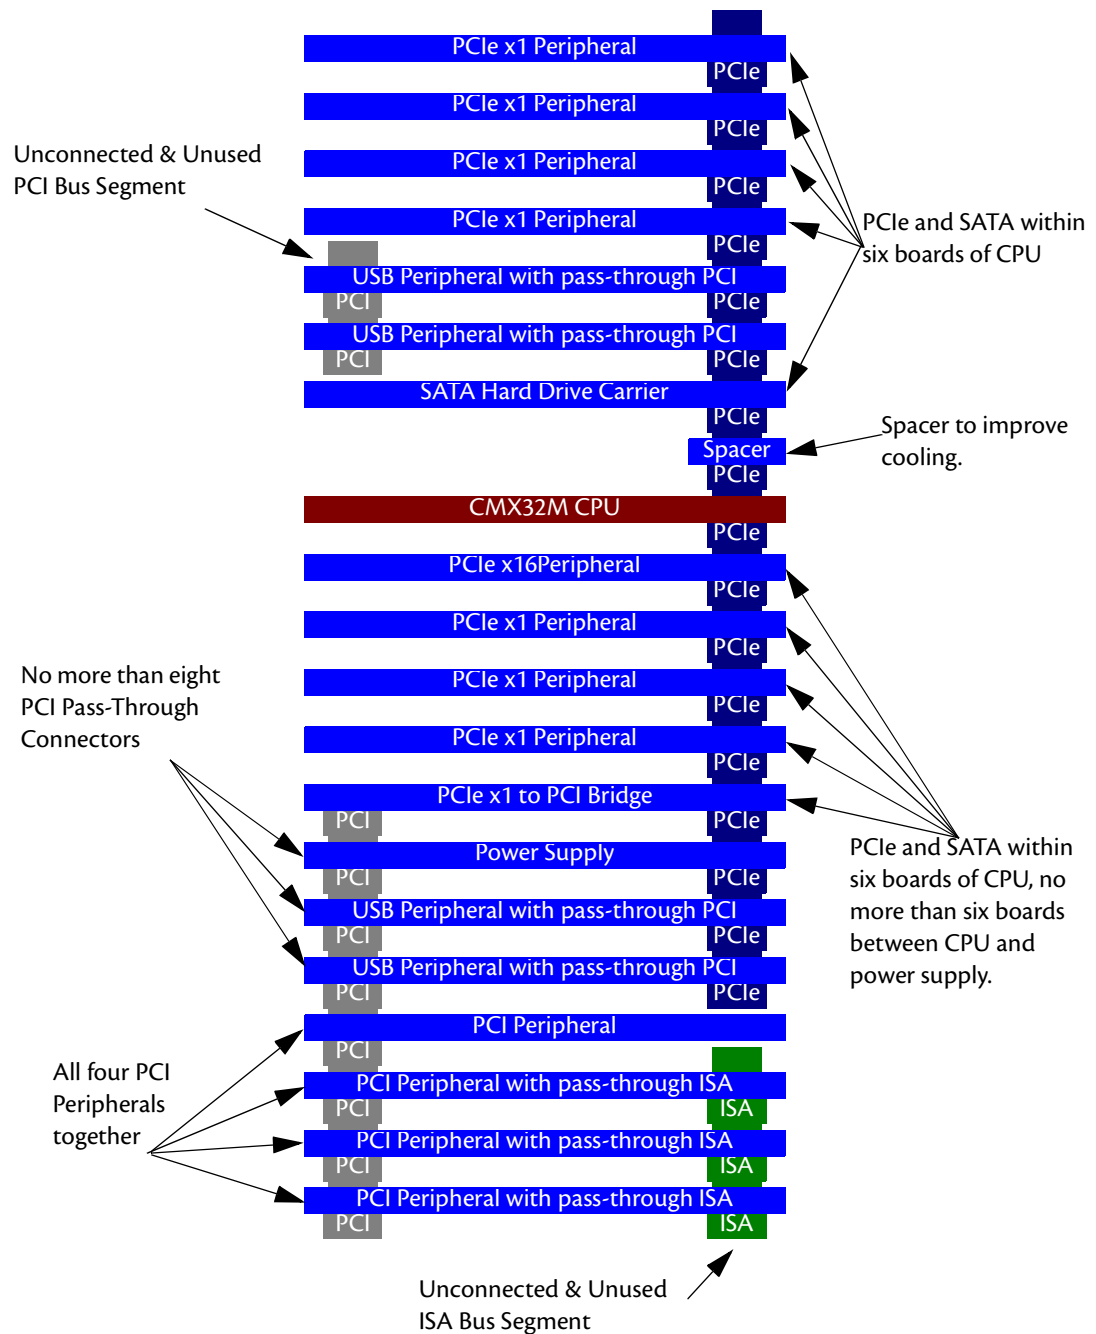 PCIe x1 Peripheral
PCIe
PCIe x1 Peripheral
PCIe
Unconnected & Unused
PCI Bus Segment
PCIe x1 Peripheral
PCIe
PCIe x1 Peripheral
PCIe
PCIe and SATA within
six boards of CPU
USB Peripheral with pass-through PCI
PCI PCIe
USB Peripheral with pass-through PCI
PCI PCIe
SATA Hard Drive Carrier
PCIe
Spacer to improve
cooling.
Spacer
PCIe
CMX32M CPU
PCIe
PCIe x16Peripheral
PCIe
PCIe x1 Peripheral
PCIe
No more than eight
PCI Pass-Through
Connectors
PCIe x1 Peripheral
PCIe
PCIe x1 Peripheral
PCIe
PCIe x1 to PCI Bridge
PCI PCIe
Power Supply
PCI PCIe
PCIe and SATA within
six boards of CPU, no
more than six boards
between CPU and
power supply.
USB Peripheral with pass-through PCI
PCI PCIe
USB Peripheral with pass-through PCI
PCI PCIe
PCI Peripheral
PCI
All four PCI
Peripherals
together
PCI Peripheral with pass-through ISA
PCI ISA
PCI Peripheral with pass-through ISA
PCI ISA
PCI Peripheral with pass-through ISA
PCI ISA
Unconnected & Unused
ISA Bus Segment